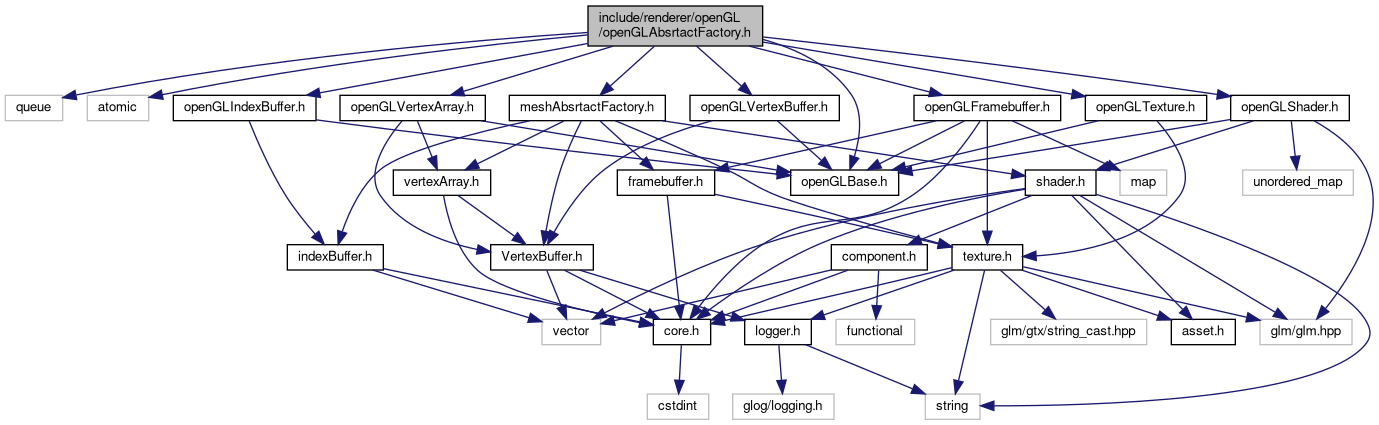 include/renderer/openGL
/openGLAbsrtactFactory.h
queue
atomic
openGLIndexBuffer.h
openGLVertexArray.h
meshAbsrtactFactory.h
openGLVertexBuffer.h
openGLFramebuffer.h
openGLTexture.h
openGLShader.h
vertexArray.h
framebuffer.h
openGLBase.h
shader.h
map
unordered_map
indexBuffer.h
VertexBuffer.h
component.h
texture.h
vector
core.h
logger.h
functional
glm/gtx/string_cast.hpp
asset.h
glm/glm.hpp
cstdint
glog/logging.h
string